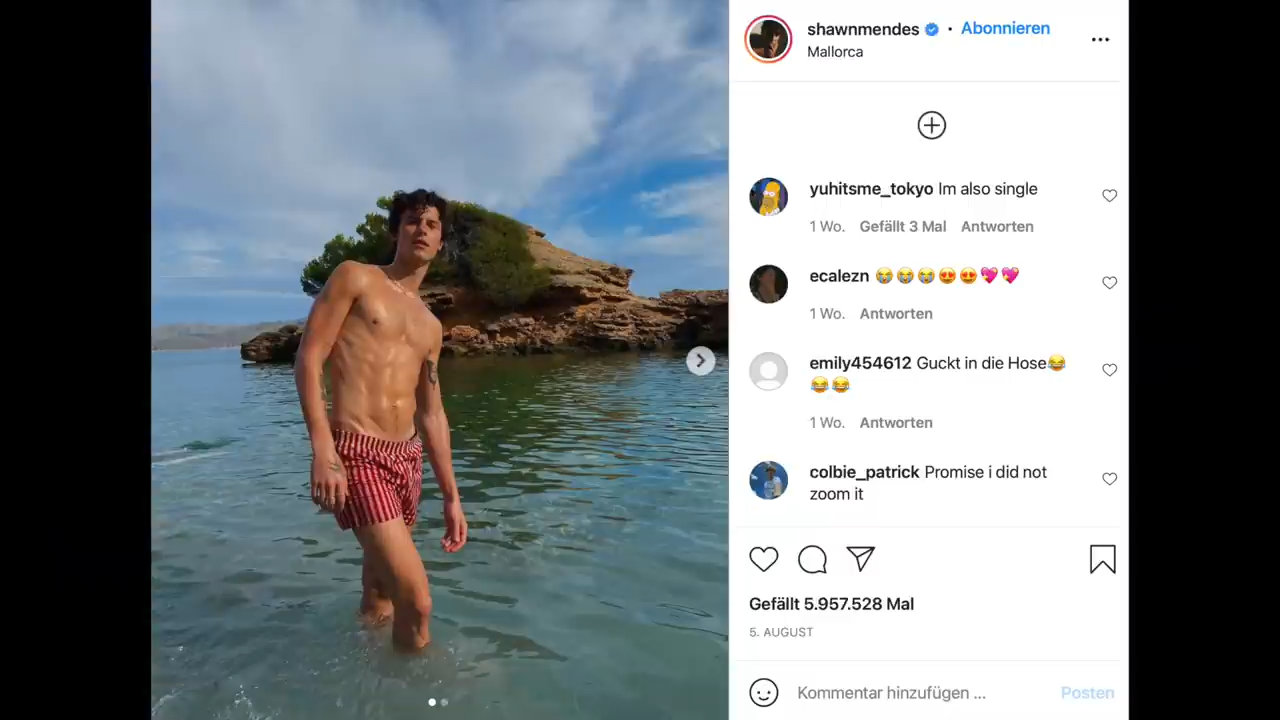 shawnmendes • Abonnieren
Mallorca
yuhitsme_tokyo Im also single
1 Wo. Gefällt 3 Mal Antworten
ecalezn 😭😭😭😍😍💖💖
1 Wo. Antworten
emily454612 Guckt in die Hose😂
😂😂
1 Wo. Antworten
colbie_patrick Promise i did not
zoom it
Gefällt 5.957.528 Mal
5. AUGUST
Kommentar hinzufügen ... Posten